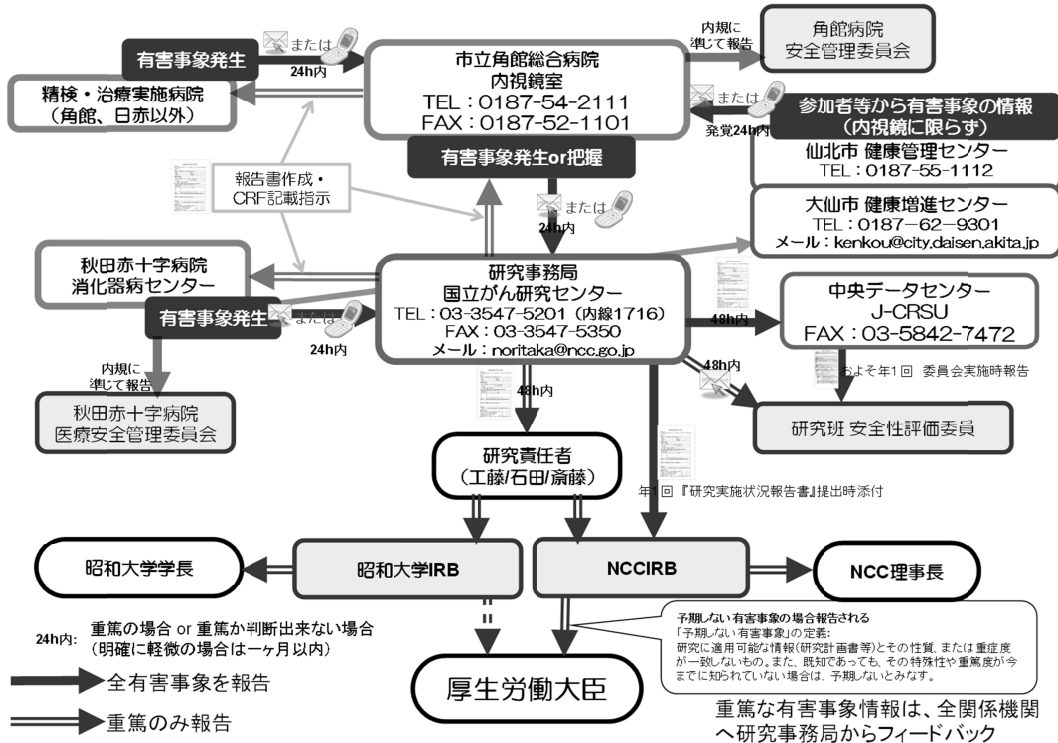 有害事象発生
または
24h内
精検・治療実施病院
（角館、日赤以外）
市立角館総合病院
内視鏡室
TEL：0187-54-2111
FAX：0187-52-1101
内規に
準じて報告
角館病院
安全管理委員会
または
発覚24h内
参加者等から有害事象の情報
（内視鏡に限らず）
仙北市 健康管理センター
TEL：0187-55-1112
大仙市 健康増進センター
TEL：0187－62－9301
メール：kenkou@city.daisen.akita.jp
有害事象発生or把握
報告書作成・
CRF記載指示
または
24h内
秋田赤十字病院
消化器病センター
有害事象発生
または
24h内
研究事務局
国立がん研究センター
TEL：03-3547-5201（内線1716）
FAX：03-3547-5350
メール：noritaka@ncc.go.jp
48h内
中央データセンター
J-CRSU
FAX：03-5842-7472
内規に
準じて報告
秋田赤十字病院
医療安全管理委員会
48h内
48h内
およそ年1回 委員会実施時報告
研究班 安全性評価委員
研究責任者
（工藤/石田/斎藤）
年1回 『研究実施状況報告書』提出時添付
昭和大学学長
昭和大学IRB
NCCIRB
NCC理事長
24h内: 重篤の場合 or 重篤か判断出来ない場合
（明確に軽微の場合は一ヶ月以内）
全有害事象を報告
重篤のみ報告
厚生労働大臣
予期しない有害事象の場合報告される
「予期しない有害事象」の定義:
研究に適用可能な情報（研究計画書等）とその性質、または重症度
が一致しないもの。また、既知であっても、その特殊性や重篤度が今
までに知られていない場合は、予期しないとみなす。
重篤な有害事象情報は、全関係機関
へ研究事務局からフィードバック